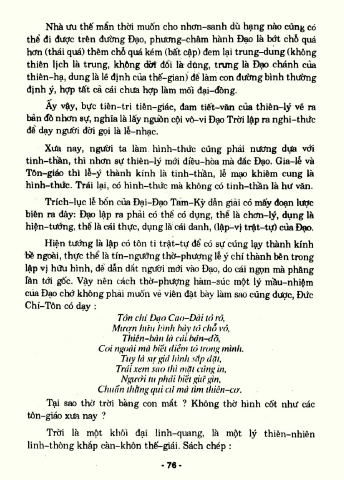 Nhà ưu thế mẫn thời muốn cho nhơn-sanh dù hạng nào cũng có
thể đi được trên đường Đạo, phương-châm hành Đạo là bớt chỗ quá
hơn (thái quá) thêm chỗ quá kém (bất cập) đem lại trung-dung (không
thiên lịch là trung, không dời đổi là dũng, trưng là Đạo chánh của
thiên-hạ, dung là lẽ định của thế-gian) để làm con đường bình thường
định ý, hợp tất cả cái chưa hợp làm mối đại-đồng.
Ấy vậy, bực tiên-tri tiên-giác, đam tiết-văn của thiên-lý vẽ ra
bản đồ nhơn sự, nghĩa là lấy nguồn cội vô-vi Đạo Trời lập ra nghi-thức
để dạy người đời gọi là lễ-nhạc.
Xưa nay, người ta làm hình-thức cũng phải nương dựa với
tinh-thần, thì nhơn sự thiên-lý mới điều-hòa mà đắc Đạo. Gia-lễ và
Tôn-giáo thì lễ-ý thành kính là tinh-thần, lễ mạo khiêm cung là
hình-thức. Trái lại, có hình-thức mà không có tinh-thần là hư văn.
Trích-lục lễ bổn của Đại-Đạo Tam-Kỳ dẫn giải có mấy đoạn lược
biên ra đây: Đạo lập ra phải có thể có dụng, thể là chơn-lý, dụng là
hiện-tướng, thể là cái thực, dụng là cái danh, (lập-vị trật-tự) của Đạo.
Hiện tướng là lập có tôn ti trật-tự để có sự cúng lạy thành kính
bề ngoài, thực thể là tín-ngưỡng thờ-phượng lễ ý chí thành bên trong
lập vị hữu hình, để dẫn dắt người mới vào Đạo, do cái ngọn mà phăng
lần tới gốc. Vậy nên cách thờ-phượng hàm-súc một lý mầu-nhiệm
của Đạo chớ không phải muốn vẽ viên đặt bày làm sao cũng được, Đức
Chí-Tôn có dạy :
Tôn chỉ Đạo Cao-Đài tỏ rõ,
Mượn hữu hình bày tỏ chỗ vô,
Thiên-bàn là cái bản-đồ,
Coi ngoài mà biết điểm tô trong mình.
Tuy là sự giả hình sắp đặt,
Trái xem sao thì mặt cũng in,
Người tu phải biết giữ gìn,
Chuẩn thằng qui củ mà tìm thiên-cơ.
Tại sao thờ trời bằng con mắt ? Không thờ hình cốt như các
tôn-giáo xưa nay ?
Trời là một khối đại linh-quang, là một lý thiên-nhiên
linh-thông khắp càn-khôn thế-giái. Sách chép :
- 76 -